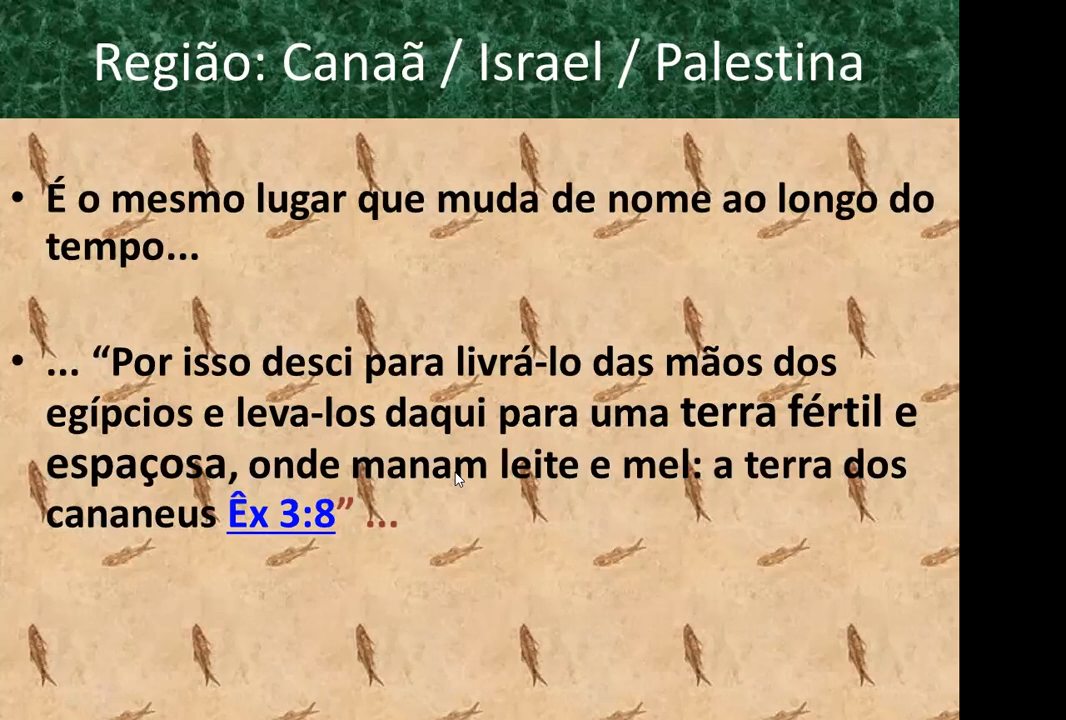 Região: Canaã / Israel / Palestina
• É o mesmo lugar que muda de nome ao longo do
tempo...
• ... “Por isso desci para livrá-lo das mãos dos
egípcios e leva-los daqui para uma terra fértil e
espaçosa, onde manam leite e mel: a terra dos
cananeus Êx 3:8” ...